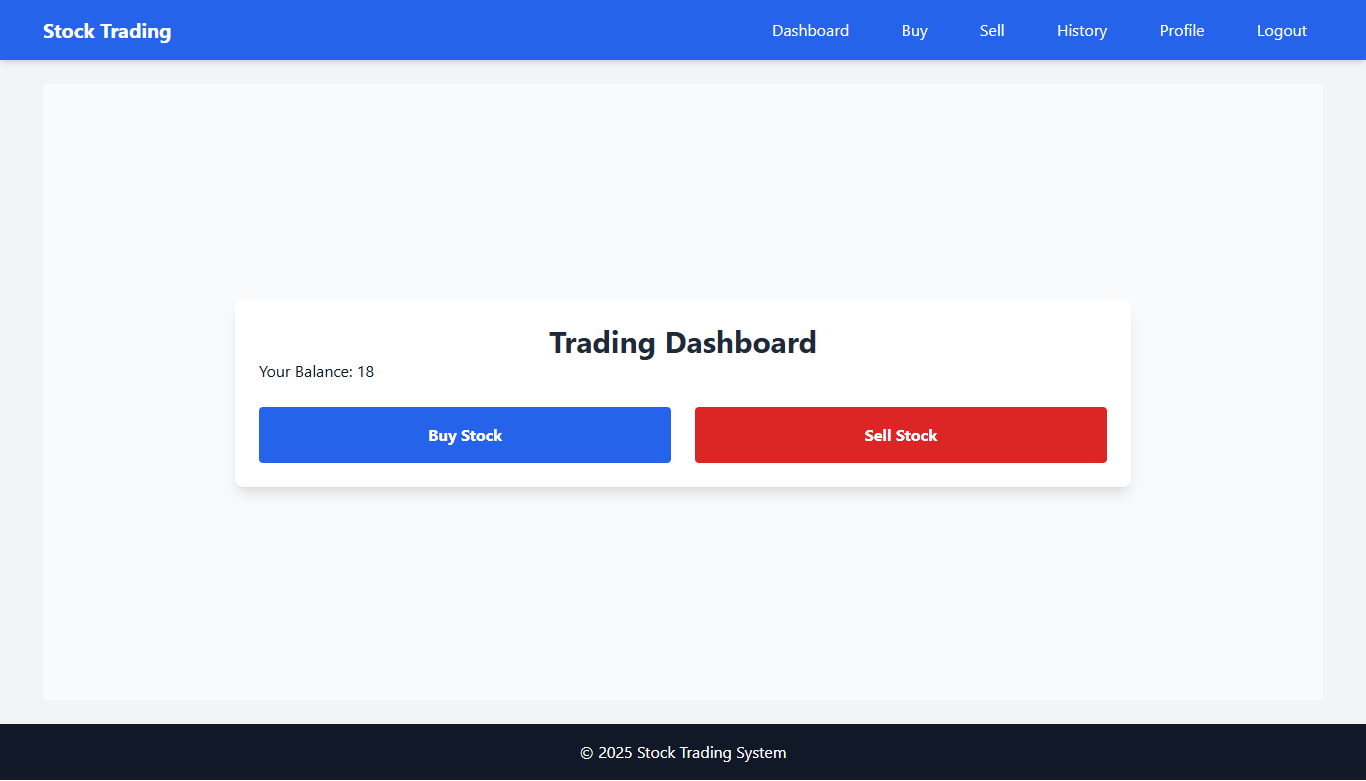 Stock Trading
Dashboard Buy Sell History Profile Logout
Trading Dashboard
Your Balance: 18
Buy Stock Sell Stock
© 2025 Stock Trading System